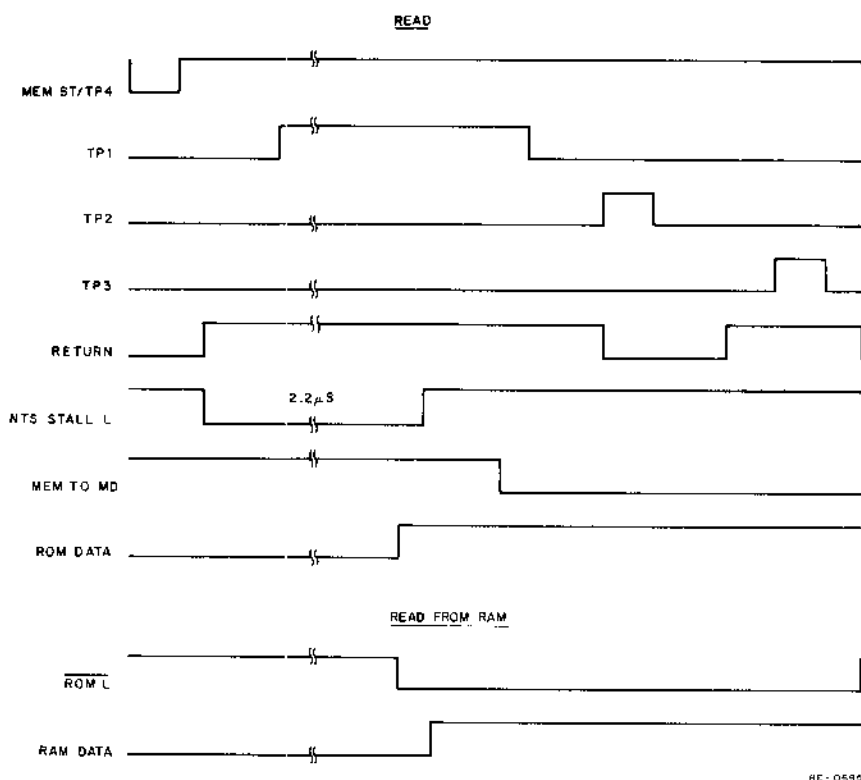 READ
MEM ST/TP4
TP1
TP2
TP3
RETURN
2.2µS
NTS STALL L
MEM TO MD
ROM DATA
READ FROM RAM
ROM L
RAM DATA